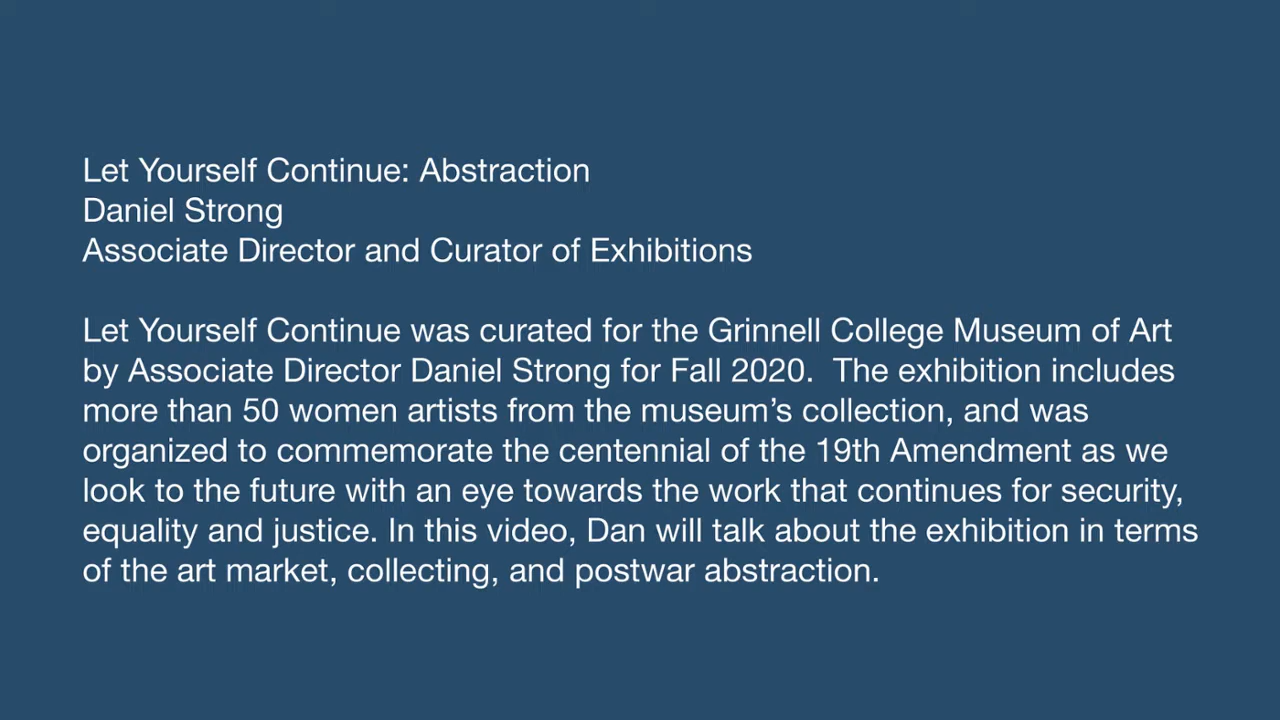 Let Yourself Continue: Abstraction
Daniel Strong
Associate Director and Curator of Exhibitions
Let Yourself Continue was curated for the Grinnell College Museum of Art
by Associate Director Daniel Strong for Fall 2020.  The exhibition includes
more than 50 women artists from the museum’s collection, and was
organized to commemorate the centennial of the 19th Amendment as we
look to the future with an eye towards the work that continues for security,
equality and justice. In this video, Dan will talk about the exhibition in terms
of the art market, collecting, and postwar abstraction.